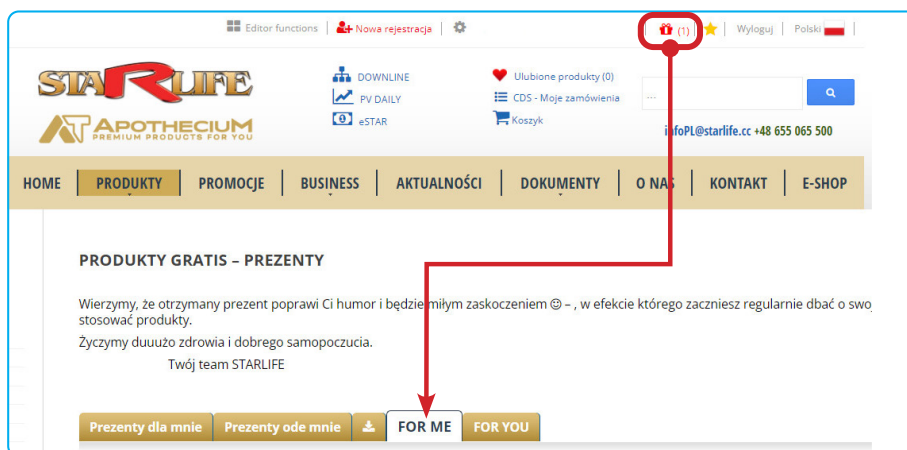 Editor functions | Nowa rejestracja |
(1) | Wyloguj | Polski |
STARLIFE
DOWNLINE
Ulubione produkty (0)
PV DAILY
CDS - Moje zamówienia
...
eSTAR
Koszyk
APOTHECIUM
PREMIUM PRODUCTS FOR YOU
infoPL@starlife.cc +48 655 065 500
HOME | PRODUKTY | PROMOCJE | BUSINESS | AKTUALNOŚCI | DOKUMENTY | O NAS | KONTAKT | E-SHOP
PRODUKTY GRATIS – PREZENTY
Wierzymy, że otrzymany prezent poprawi Ci humor i będzie miłym zaskoczeniem ☺ – , w efekcie którego zaczniesz regularnie dbać o swo
stosować produkty.
Życzymy duuużo zdrowia i dobrego samopoczucia.
Twój team STARLIFE
Prezenty dla mnie Prezenty ode mnie FOR ME FOR YOU